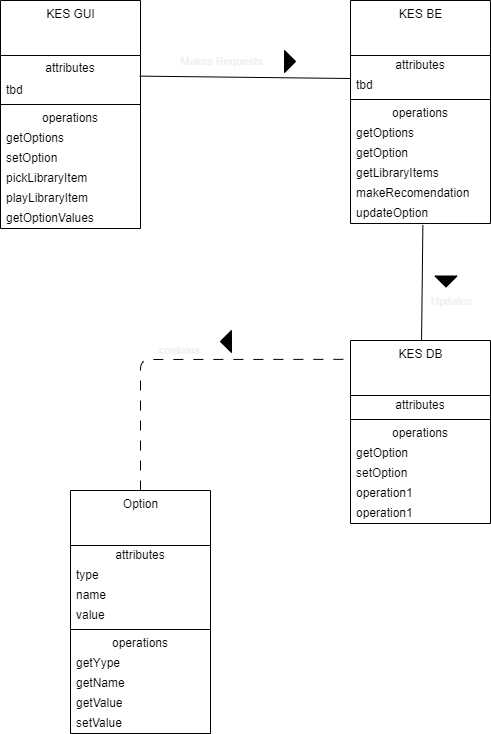 KES GUI
attributes
tbd
operations
getOptions
setOption
pickLibraryItem
playLibraryItem
getOptionValues
Makes Requests
KES BE
attributes
tbd
operations
getOptions
getOption
getLibraryItems
makeRecomendation
updateOption
Updates
contains
KES DB
attributes
operations
getOption
setOption
operation1
operation1
Option
attributes
type
name
value
operations
getYype
getName
getValue
setValue